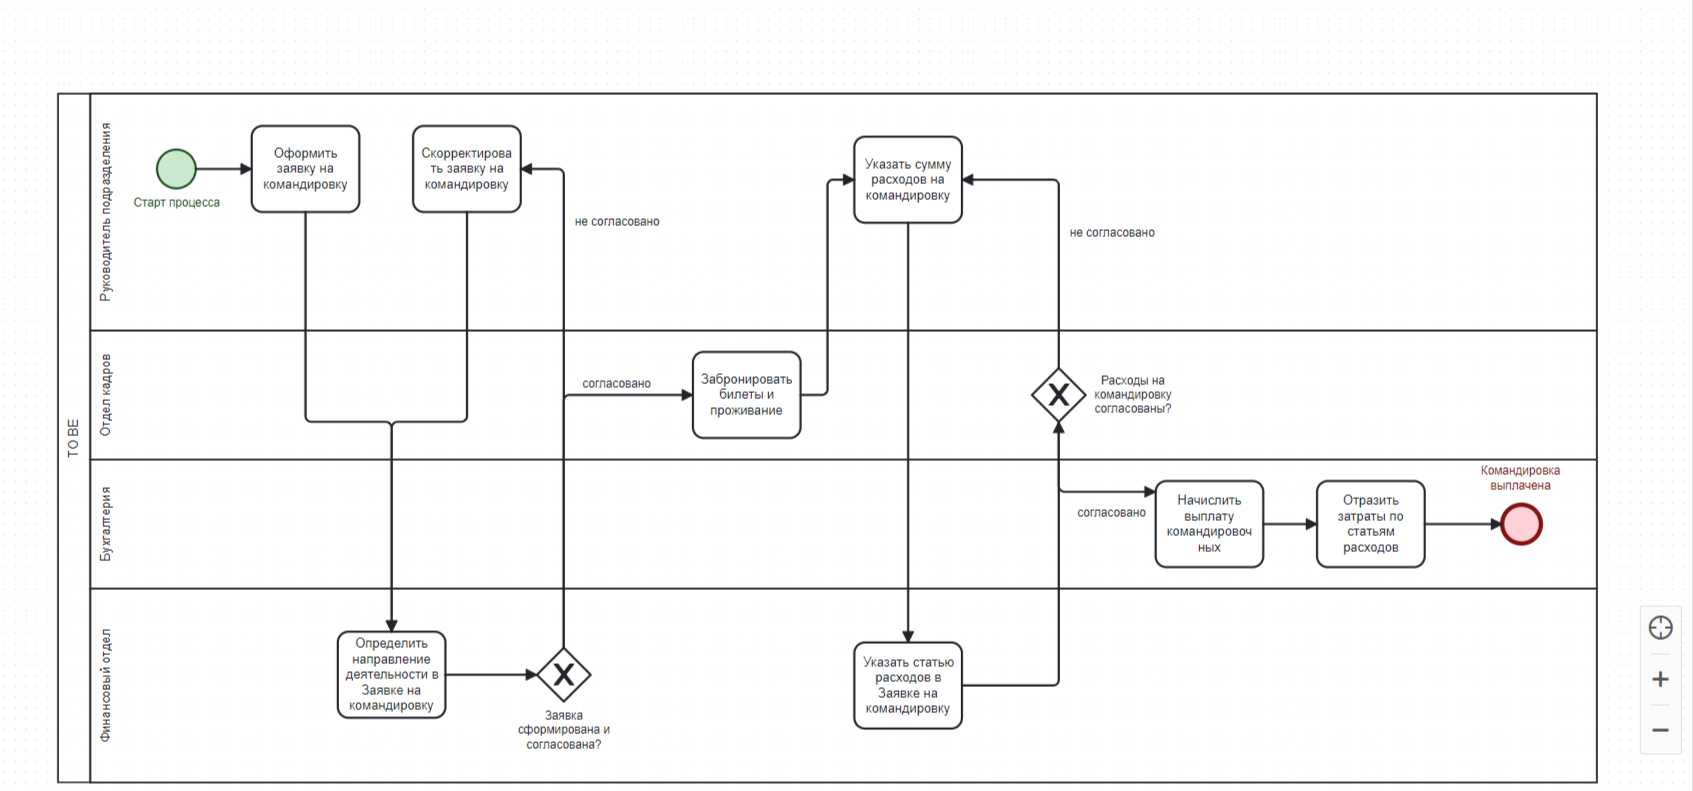 TO BE
Руководитель подразделения
Старт процесса
Оформить
заявку на
командировку
Скорректирова
ть заявку на
командировку
не согласовано
Указать сумму
расходов на
командировку
не согласовано
Отдел кадров
согласовано
Забронировать
билеты и
проживание
X
Расходы на
командировку
согласованы?
Бухгалтерия
согласовано
Начислить
выплату
командировоч
ных
Отразить
затраты по
статьям
расходов
Командировка
выплачена
Финансовый отдел
Определить
направление
деятельности в
Заявке на
командировку
X
Заявка
сформирована и
согласована?
Указать статью
расходов в
Заявке на
командировку